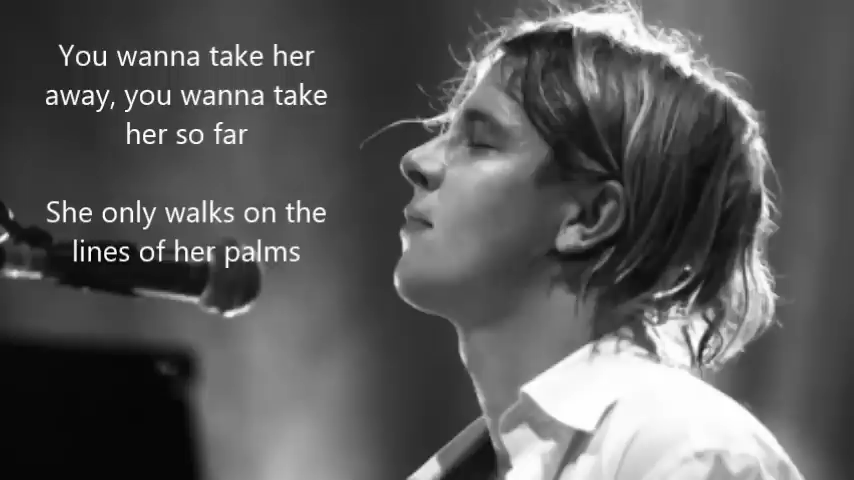 You wanna take her
away, you wanna take
her so far
She only walks on the
lines of her palms